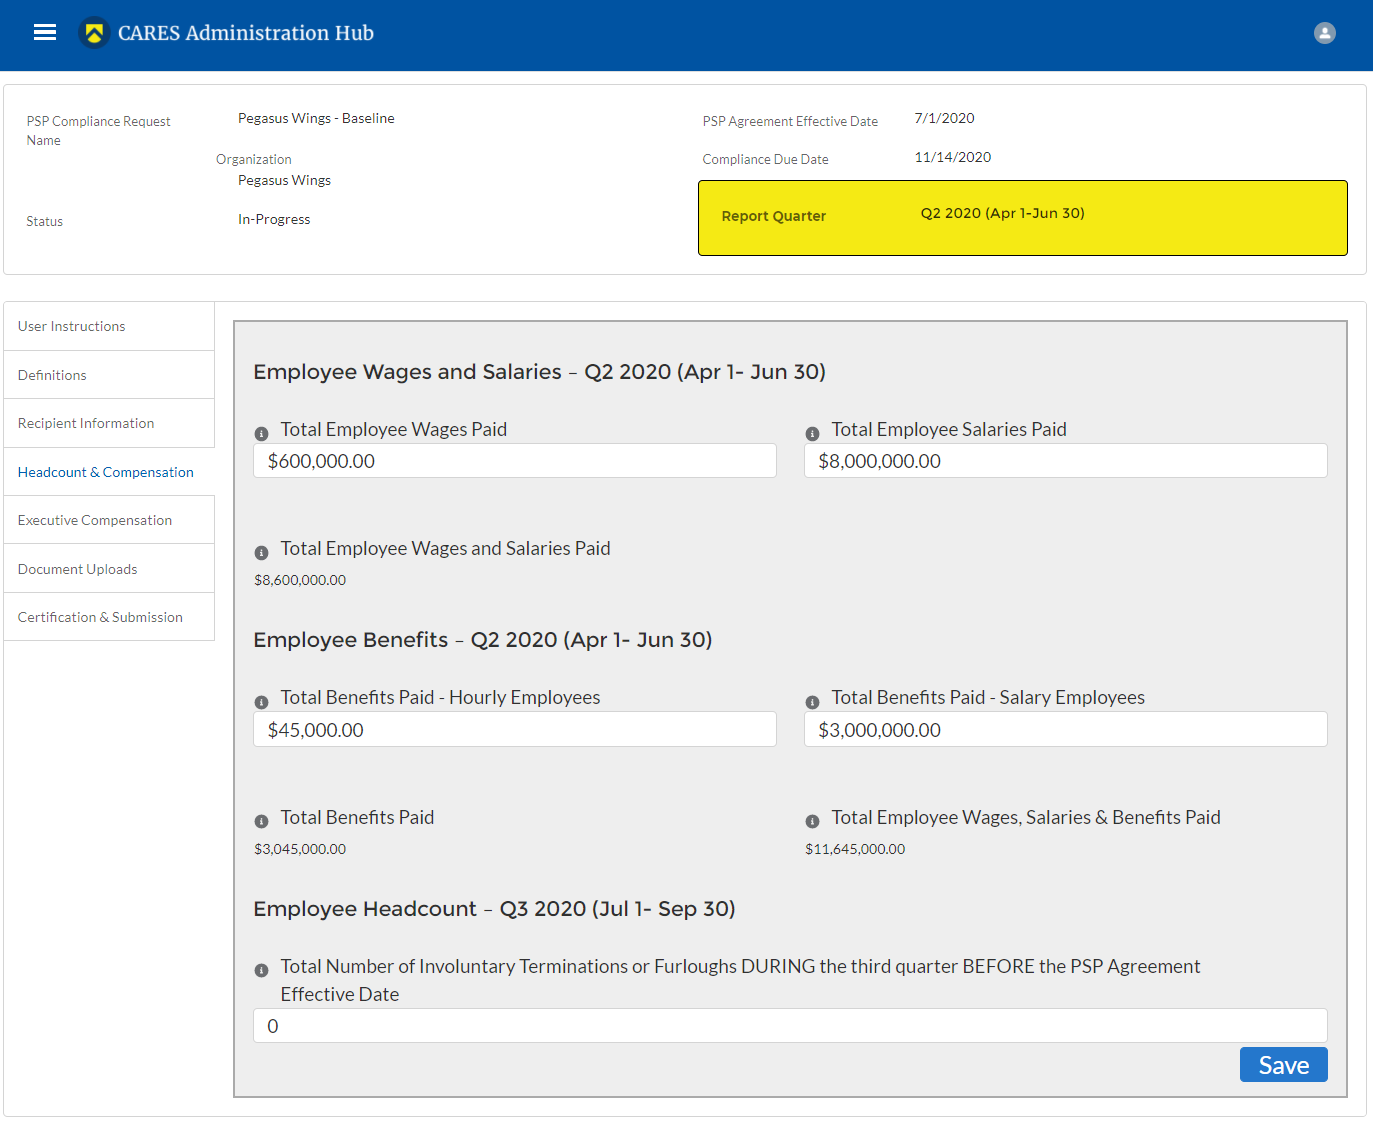 CARES Administration Hub
PSP Compliance Request
Name
Pegasus Wings - Baseline
Organization
Pegasus Wings
Status
In-Progress
PSP Agreement Effective Date
7/1/2020
Compliance Due Date
11/14/2020
Report Quarter
Q2 2020 (Apr 1-Jun 30)
User Instructions
Definitions
Recipient Information
Headcount & Compensation
Executive Compensation
Document Uploads
Certification & Submission
Employee Wages and Salaries – Q2 2020 (Apr 1- Jun 30)
Total Employee Wages Paid
$600,000.00
Total Employee Salaries Paid
$8,000,000.00
Total Employee Wages and Salaries Paid
$8,600,000.00
Employee Benefits – Q2 2020 (Apr 1- Jun 30)
Total Benefits Paid - Hourly Employees
$45,000.00
Total Benefits Paid - Salary Employees
$3,000,000.00
Total Benefits Paid
$3,045,000.00
Total Employee Wages, Salaries & Benefits Paid
$11,645,000.00
Employee Headcount – Q3 2020 (Jul 1- Sep 30)
Total Number of Involuntary Terminations or Furloughs DURING the third quarter BEFORE the PSP Agreement
Effective Date
0
Save